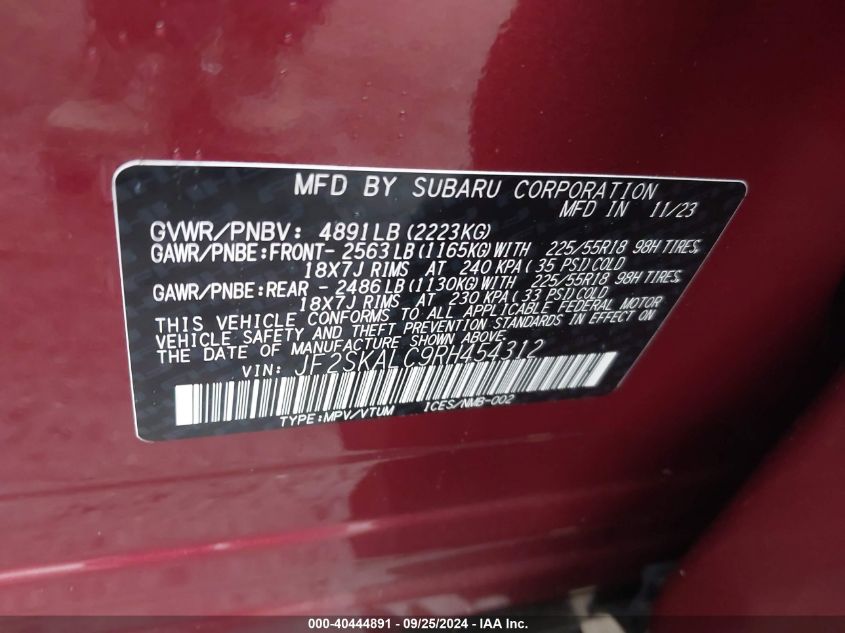 MFD BY SUBARU CORPORATION
MFD IN 11/23
GVWR/PNBV: 4891LB(2223KG)
GAWR/PNBE:FRONT- 2563LB(1165KG)WITH 225/55R18 98H TIRES,
18X7J RIMS AT 240 KPA(35 PSI)COLD
GAWR/PNBE:REAR - 2486LB(1130KG)WITH 225/55R18 98H TIRES,
18X7J RIMS AT 230 KPA(33 PSI)COLD
THIS VEHICLE CONFORMS TO ALL APPLICABLE FEDERAL MOTOR
VEHICLE SAFETY AND THEFT PREVENTION STANDARDS IN EFFECT ON
THE DATE OF MANUFACTURE SHOWN ABOVE.
VIN: JF2SKALC9RH454312
TYPE:MPV/VTUM ICES/NMB-002
000-40444891 / 09/25/2024 - © IAA Inc.